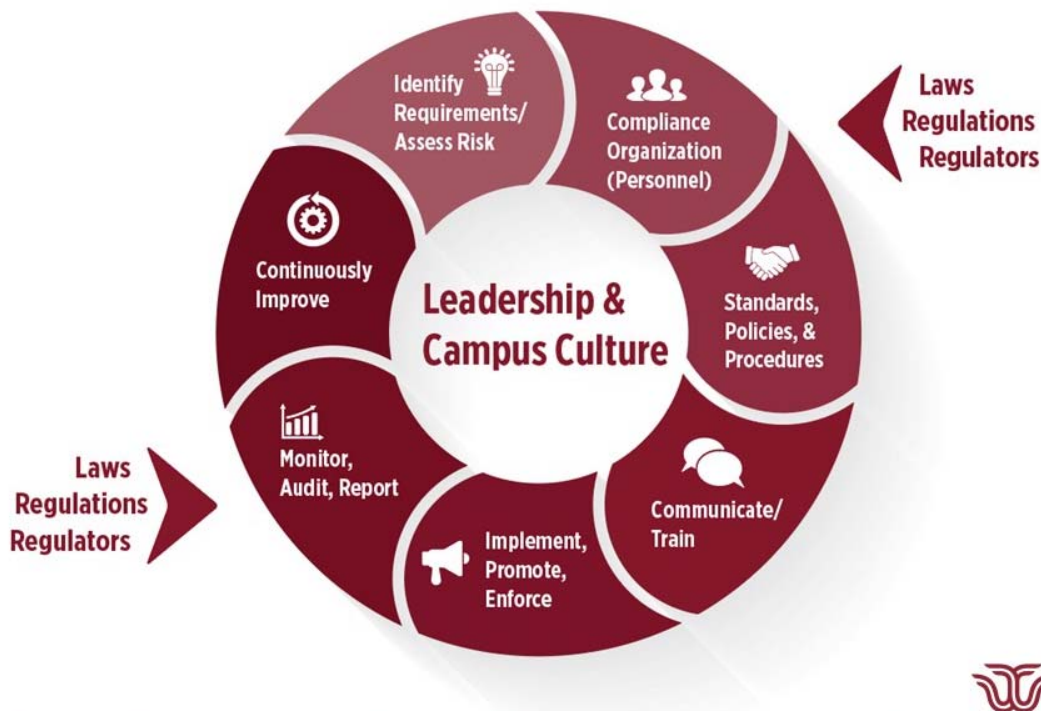 Identify
Requirements/
Assess Risk
Compliance
Organization
(Personnel)
Standards,
Policies, &
Procedures
Communicate/
Train
Implement,
Promote,
Enforce
Monitor,
Audit, Report
Continuously
Improve
Leadership &
Campus Culture
Laws
Regulations
Regulators
Laws
Regulations
Regulators